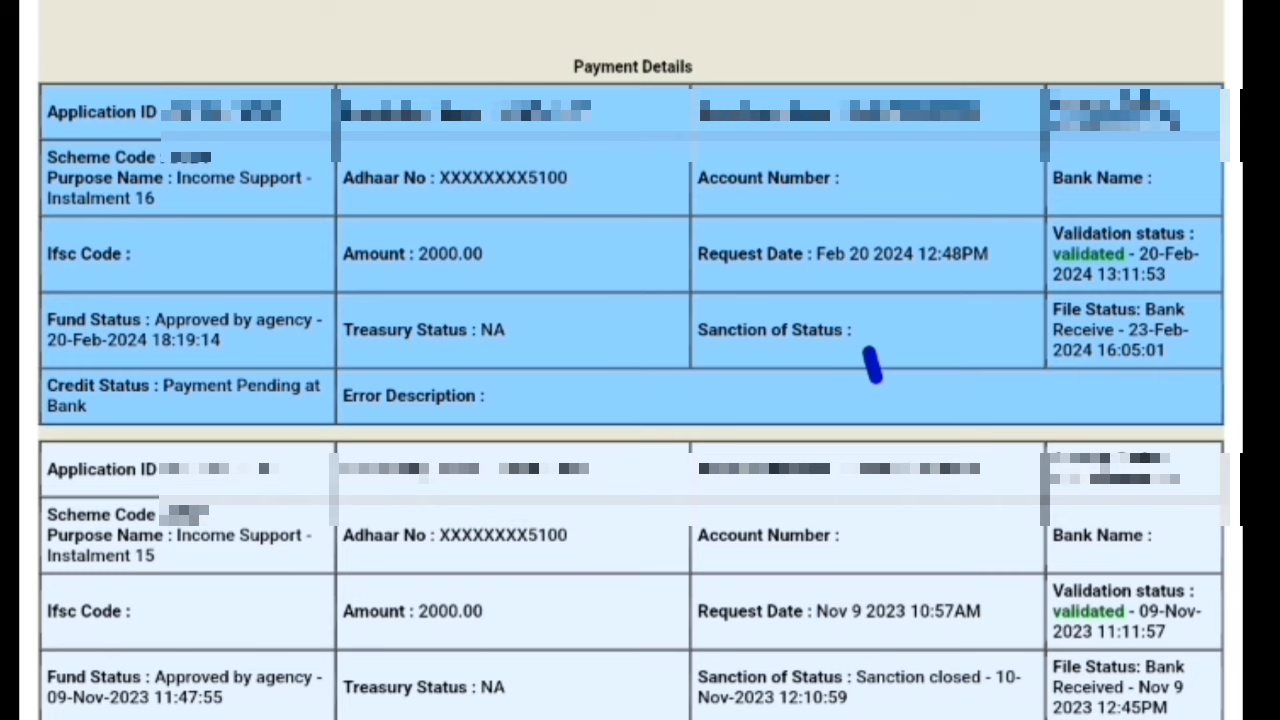 Payment Details
Application ID
Scheme Code :
Purpose Name : Income Support -
Instalment 16
Adhaar No : XXXXXXXX5100
Account Number :
Bank Name :
Ifsc Code :
Amount : 2000.00
Request Date : Feb 20 2024 12:48PM
Validation status :
validated - 20-Feb-
2024 13:11:53
Fund Status : Approved by agency -
20-Feb-2024 18:19:14
Treasury Status : NA
Sanction of Status :
File Status: Bank
Receive - 23-Feb-
2024 16:05:01
Credit Status : Payment Pending at
Bank
Error Description :
Application ID
Scheme Code
Purpose Name : Income Support -
Instalment 15
Adhaar No : XXXXXXXX5100
Account Number :
Bank Name :
Ifsc Code :
Amount : 2000.00
Request Date : Nov 9 2023 10:57AM
Validation status :
validated - 09-Nov-
2023 11:11:57
Fund Status : Approved by agency -
09-Nov-2023 11:47:55
Treasury Status : NA
Sanction of Status : Sanction closed - 10-
Nov-2023 12:10:59
File Status: Bank
Received - Nov 9
2023 12:45PM